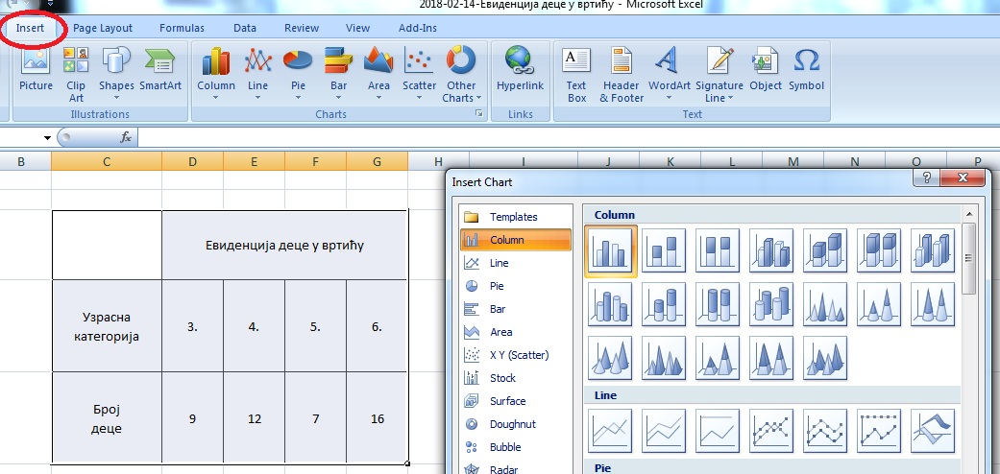 2018-02-14-Евиденција деце у вртићу - Microsoft Excel
Insert Page Layout Formulas Data Review View Add-Ins
Picture Clip Art Shapes SmartArt Column Line Pie Bar Area Scatter Other Charts Hyperlink Text Box Header & Footer WordArt Signature Line Object Symbol
Illustrations Charts Links Text
fx
B C D E F G H I J K L M N O P
Insert Chart
Templates
Column
Line
Pie
Bar
Area
X Y (Scatter)
Stock
Surface
Doughnut
Bubble
Radar
Column
Line
Pie
Евиденција деце у вртићу
Узрасна
категорија
3. 4. 5. 6.
Број
деце
9 12 7 16